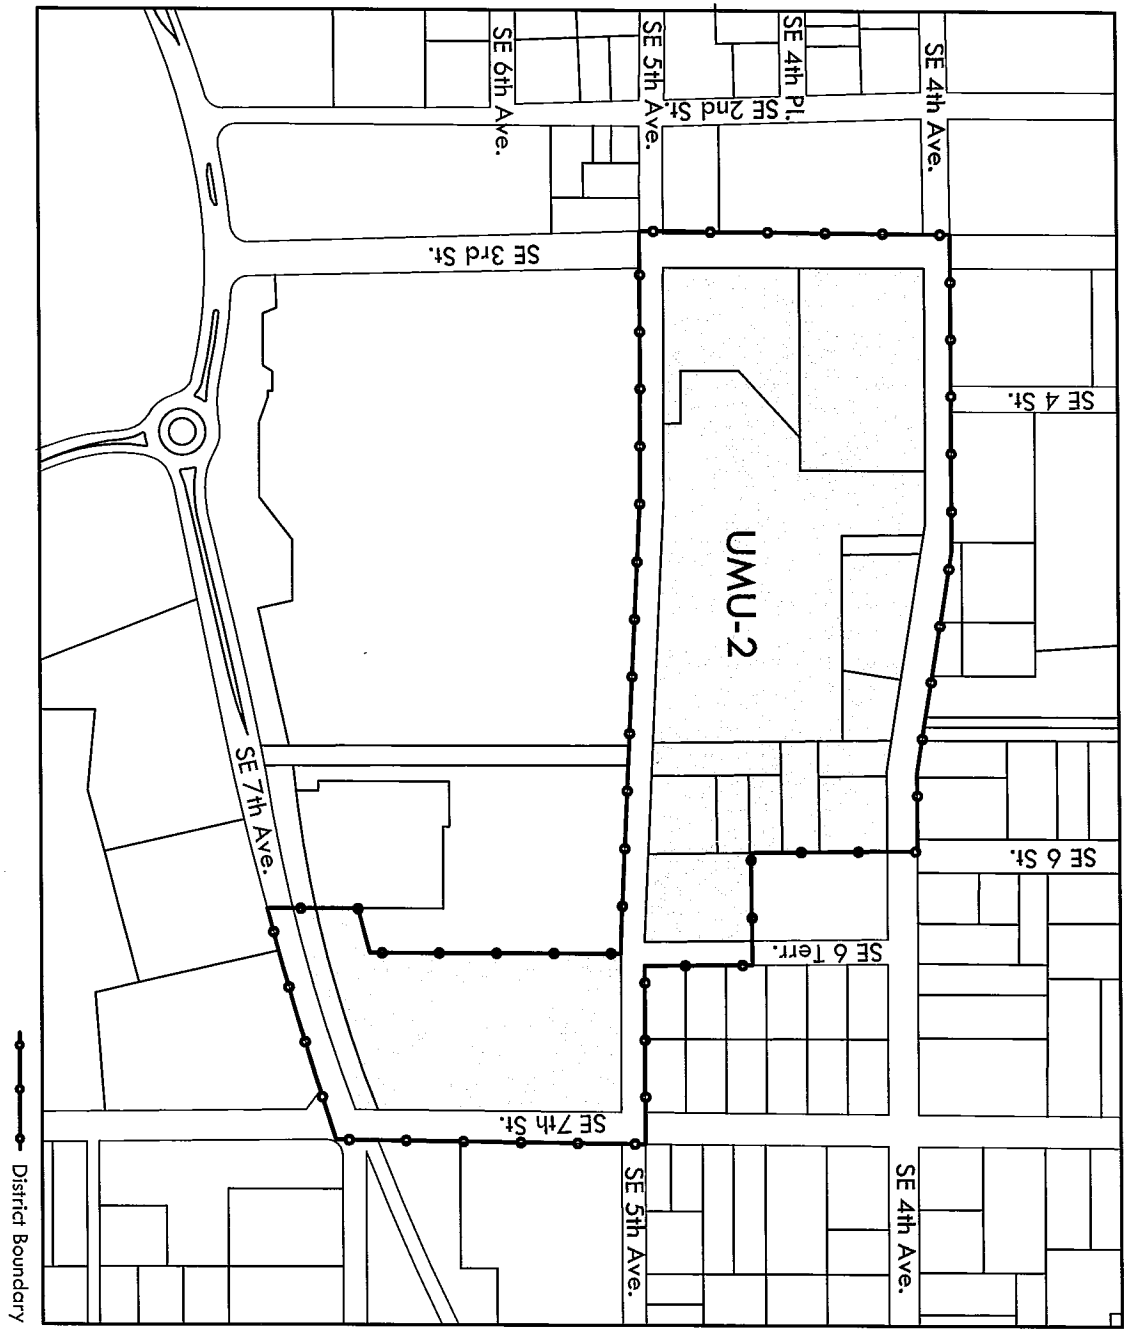 SE 6th Ave.
SE 5th Ave.
SE 4th Pl.
SE 4th Ave.
SE 2nd St.
SE 3rd St.
SE 4 St.
UMU-2
SE 7th Ave.
SE 6 St.
SE 6 Terr.
SE 7th St.
SE 5th Ave.
SE 4th Ave.
District Boundary